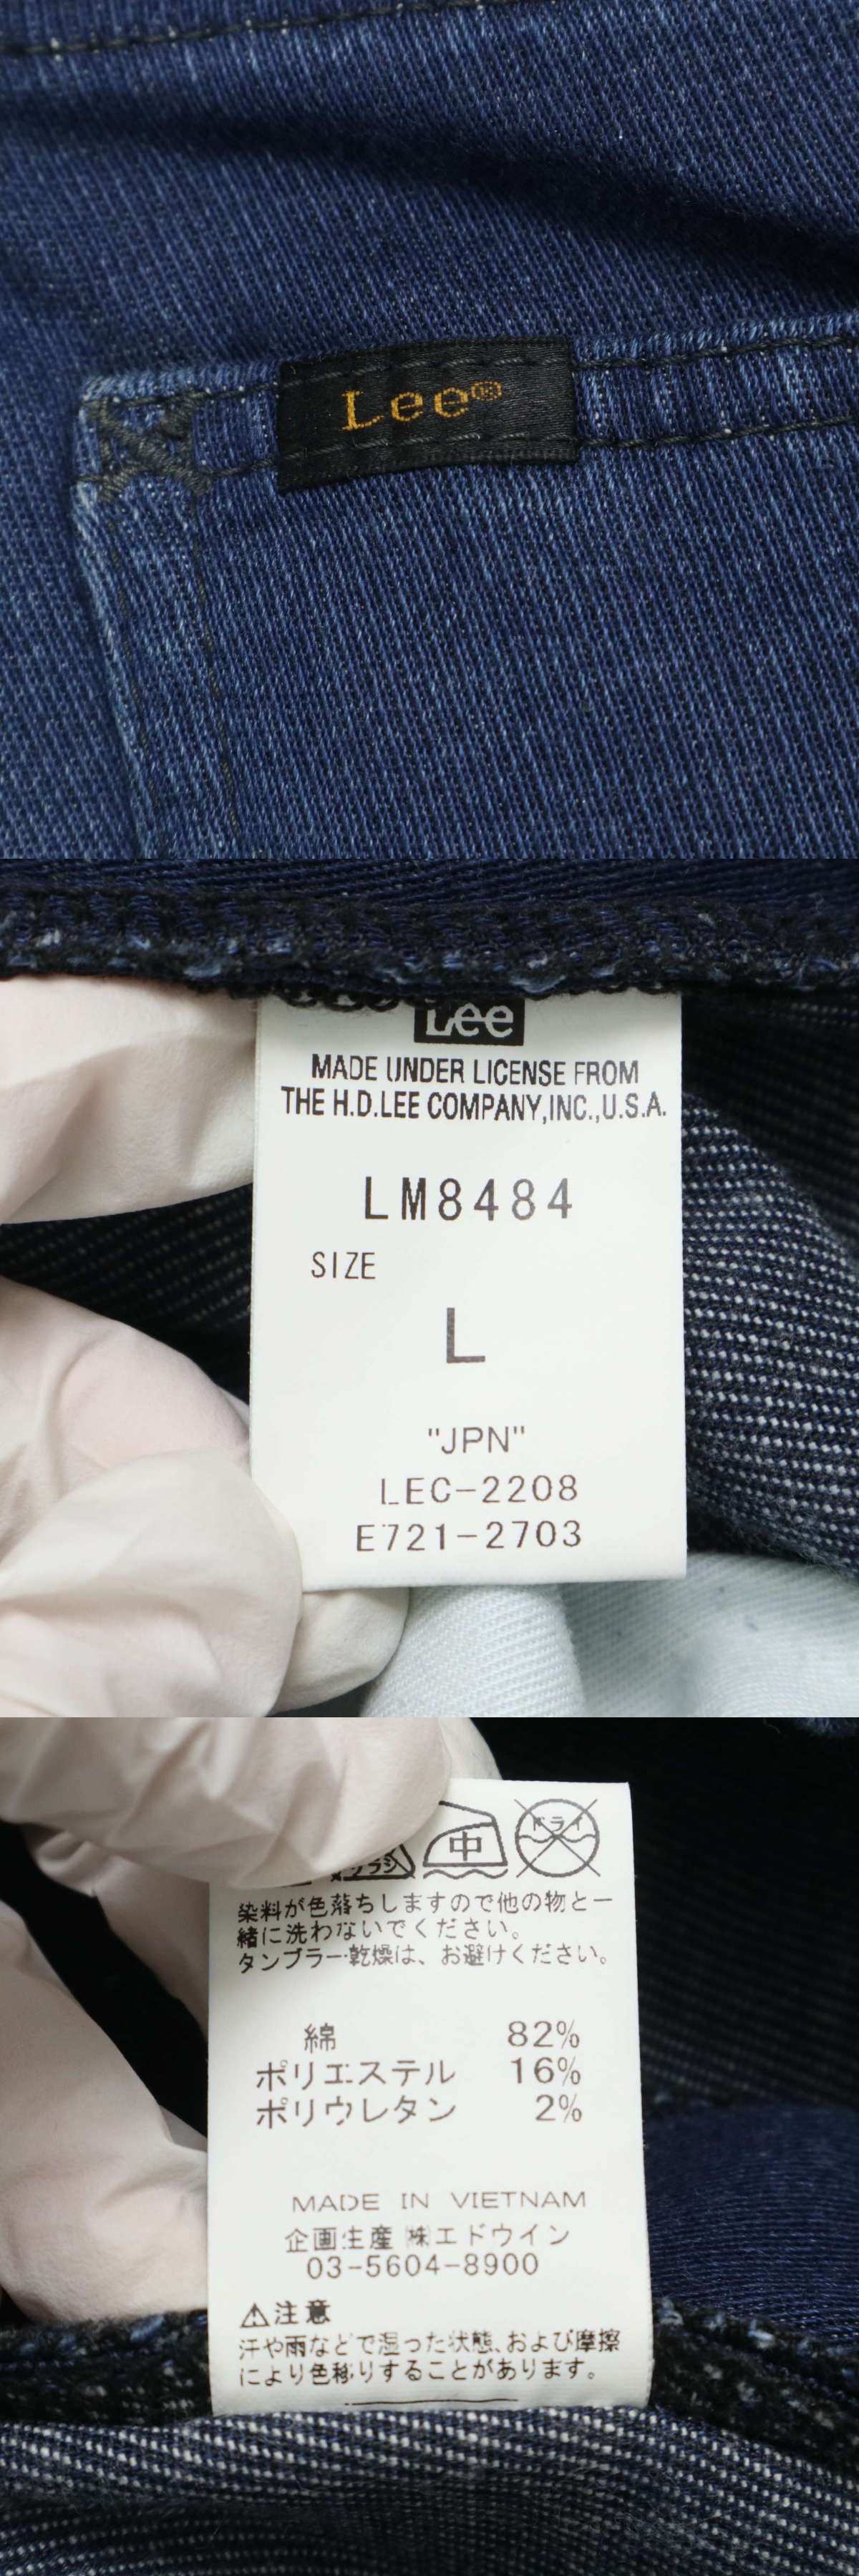 Lee®
Lee
MADE UNDER LICENSE FROM
THE H.D.LEE COMPANY,INC.,U.S.A.
LM8484
SIZE
L
"JPN"
LEC-2208
E721-2703
中 ドライ
染料が色落ちしますので他の物と一
緒に洗わないでください。
タンブラー乾燥は、お避けください。
綿 82%
ポリエステル 16%
ポリウレタン 2%
MADE IN VIETNAM
企画生産 ㈱エドウイン
03-5604-8900
⚠注意
汗や雨などで湿った状態、および摩擦
により色移りすることがあります。